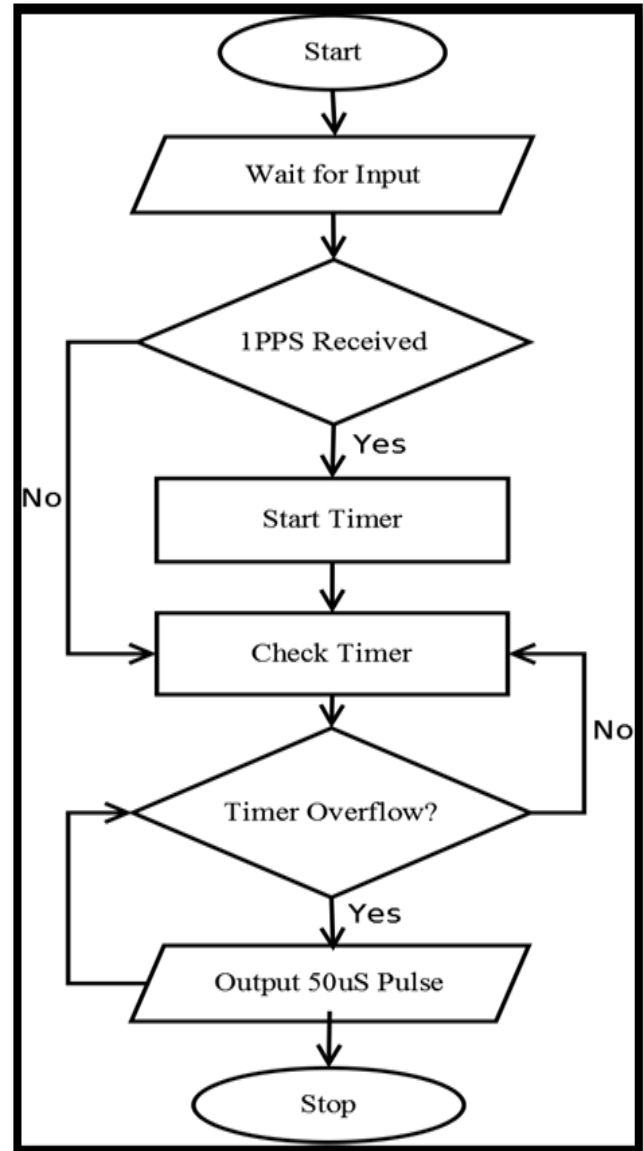 Start
Wait for Input
1PPS Received
Yes
No
Start Timer
Check Timer
No
Timer Overflow?
Yes
Output 50uS Pulse
Stop